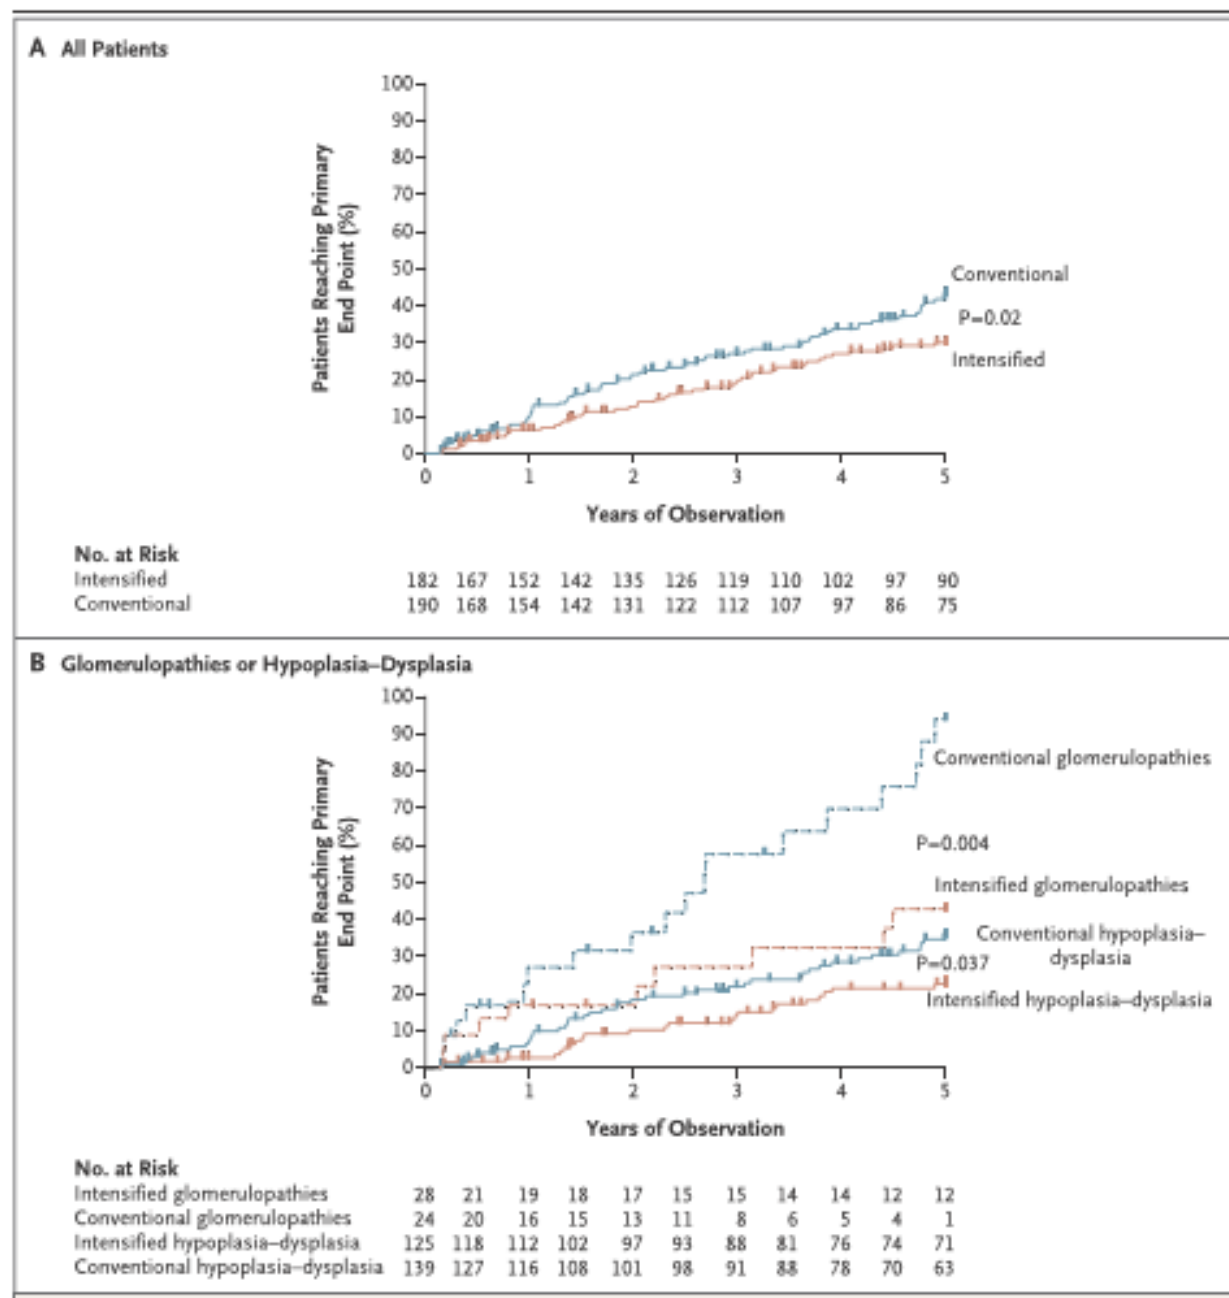 A All Patients
100
90
80
70
60
50
40
30
20
10
0
Patients Reaching Primary
End Point (%)
Conventional
P=0.02
Intensified
0 1 2 3 4 5
Years of Observation
No. at Risk
Intensified 182 167 152 142 135 126 119 110 102 97 90
Conventional 190 168 154 142 131 122 112 107 97 86 75
B Glomerulopathies or Hypoplasia–Dysplasia
100
90
80
70
60
50
40
30
20
10
0
Patients Reaching Primary
End Point (%)
Conventional glomerulopathies
P=0.004
Intensified glomerulopathies
Conventional hypoplasia–
dysplasia
P=0.037
Intensified hypoplasia–dysplasia
0 1 2 3 4 5
Years of Observation
No. at Risk
Intensified glomerulopathies 28 21 19 18 17 15 15 14 14 12 12
Conventional glomerulopathies 24 20 16 15 13 11 8 6 5 4 1
Intensified hypoplasia–dysplasia 125 118 112 102 97 93 88 81 76 74 71
Conventional hypoplasia–dysplasia 139 127 116 108 101 98 91 88 78 70 63